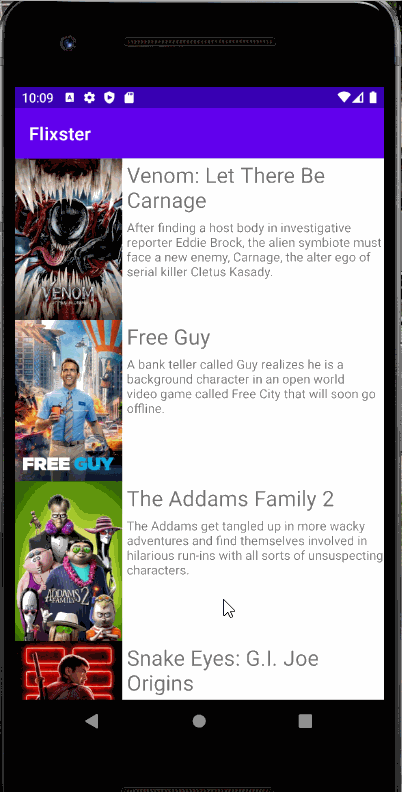 10:09
Flixster
Venom: Let There Be
Carnage
After finding a host body in investigative
reporter Eddie Brock, the alien symbiote must
face a new enemy, Carnage, the alter ego of
serial killer Cletus Kasady.
VENOM
Free Guy
A bank teller called Guy realizes he is a
background character in an open world
video game called Free City that will soon go
offline.
FREE GUY
The Addams Family 2
The Addams get tangled up in more wacky
adventures and find themselves involved in
hilarious run-ins with all sorts of unsuspecting
characters.
ADDAMS
FAMILY 2
Snake Eyes: G.I. Joe
Origins